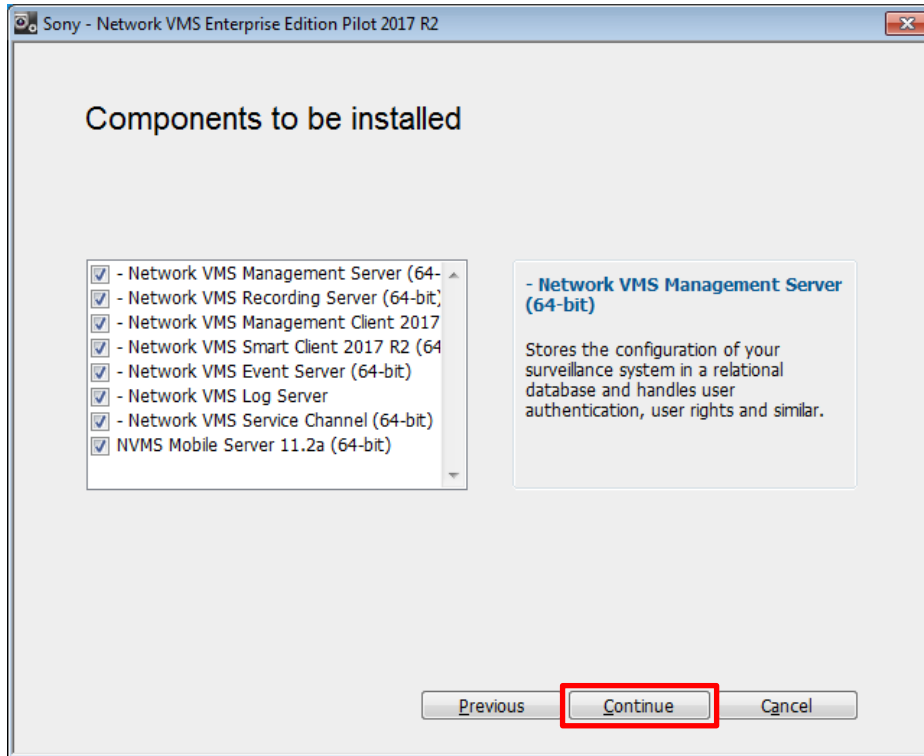 Sony - Network VMS Enterprise Edition Pilot 2017 R2
Components to be installed
- Network VMS Management Server (64-
- Network VMS Recording Server (64-bit)
- Network VMS Management Client 2017
- Network VMS Smart Client 2017 R2 (64
- Network VMS Event Server (64-bit)
- Network VMS Log Server
- Network VMS Service Channel (64-bit)
NVMS Mobile Server 11.2a (64-bit)
- Network VMS Management Server
(64-bit)
Stores the configuration of your
surveillance system in a relational
database and handles user
authentication, user rights and similar.
Previous
Continue
Cancel